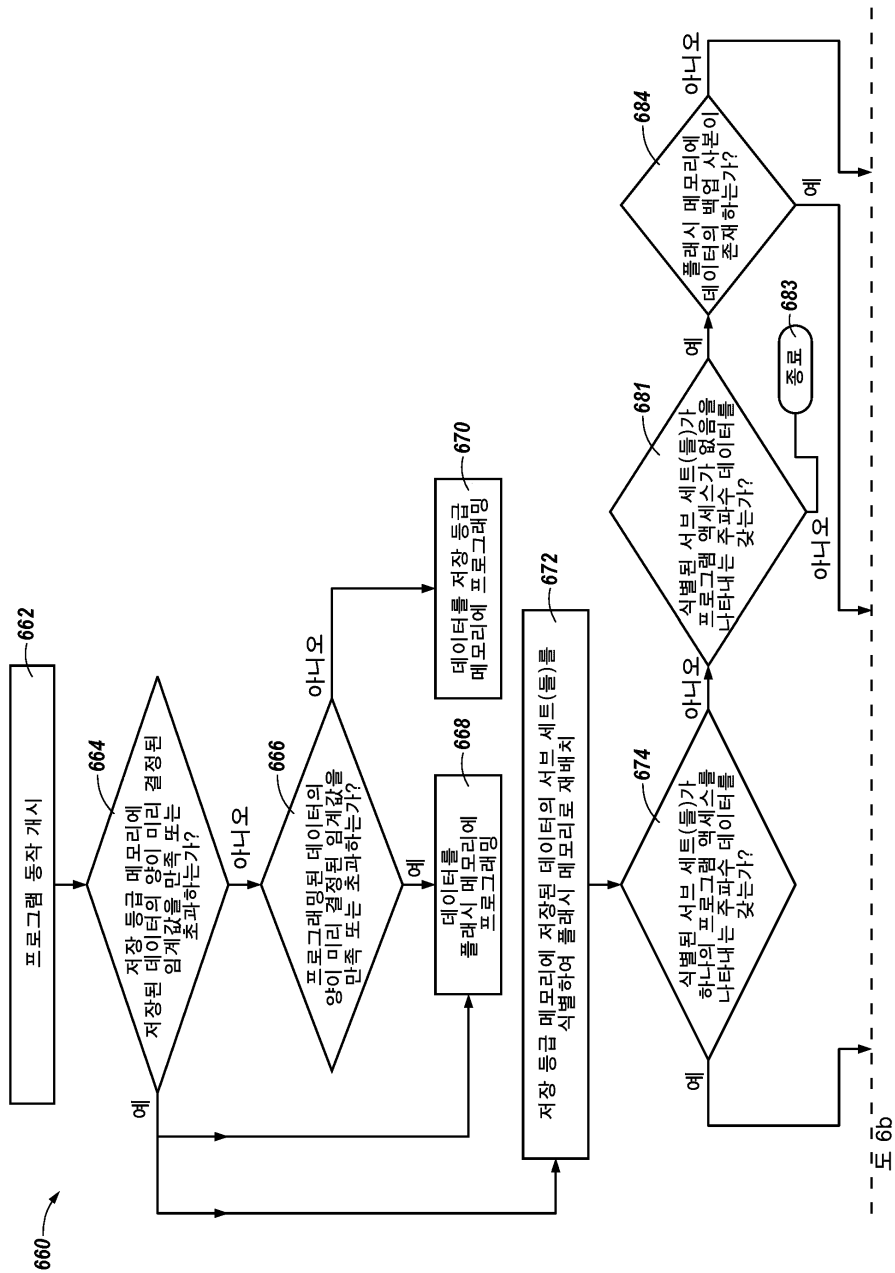 660
662
프로그램 동작 개시
664
저장 등급 메모리에
저장된 데이터의 양이 미리 결정된
임계값을 만족 또는
초과하는가?
예
아니오
666
프로그래밍된 데이터의
양이 미리 결정된 임계값을
만족 또는 초과하는가?
아니오
예
668
데이터를
플래시 메모리에
프로그래밍
670
데이터를 저장 등급
메모리에 프로그래밍
672
저장 등급 메모리에 저장된 데이터의 서브 세트(들)를
식별하여 플래시 메모리로 재배치
674
식별된 서브 세트(들)가
하나의 프로그램 액세스를
나타내는 주파수 데이터를
갖는가?
예
아니오
681
식별된 서브 세트(들)가
프로그램 액세스가 없음을
나타내는 주파수 데이터를
갖는가?
예
아니오
683
종료
684
플래시 메모리에
데이터의 백업 사본이
존재하는가?
아니오
예
도 6b